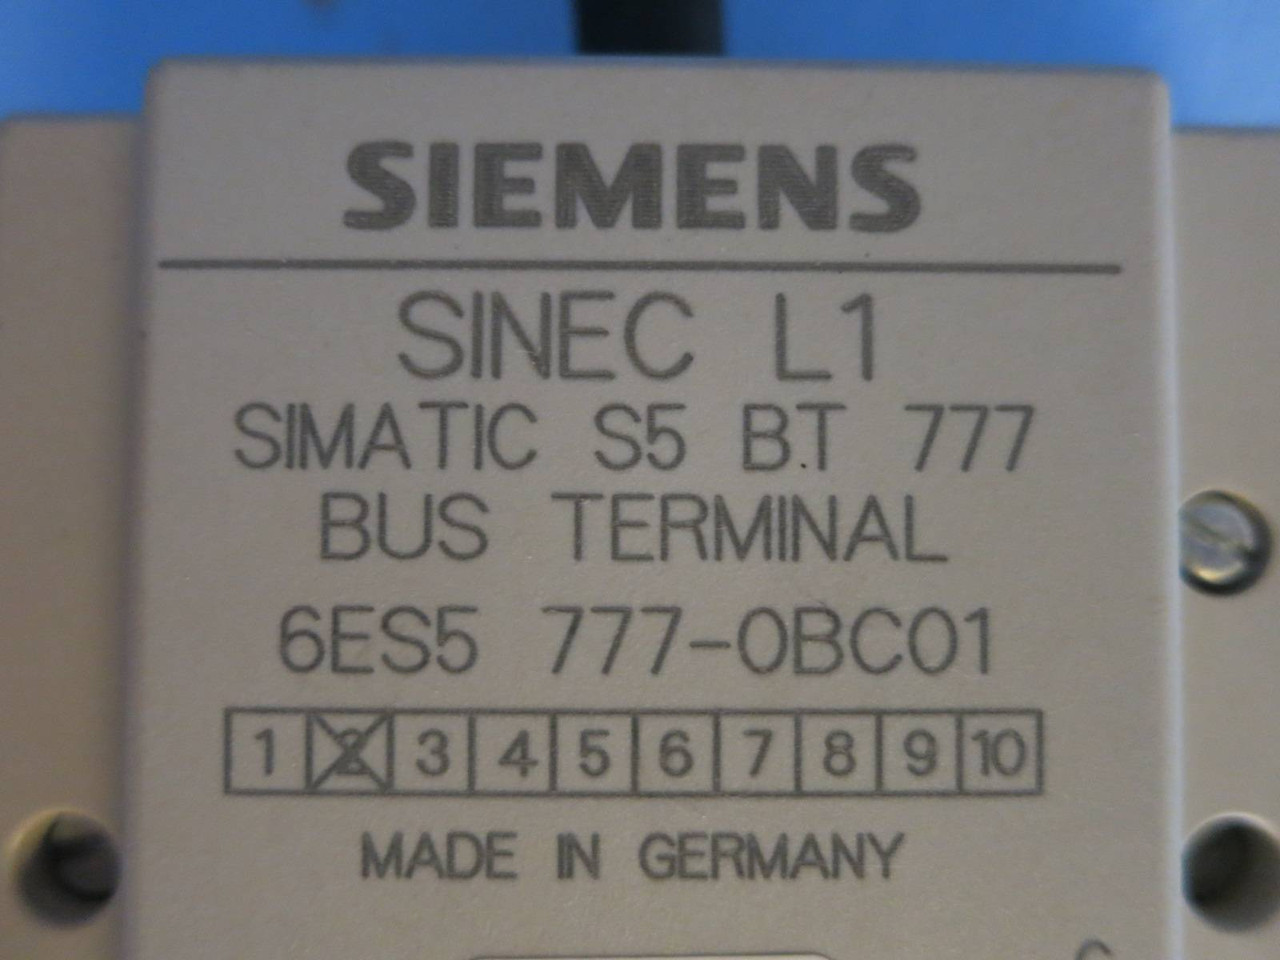 SIEMENS
SINEC L1
SIMATIC S5 BT 777
BUS TERMINAL
6ES5 777-0BC01
1 2 3 4 5 6 7 8 9 10
MADE IN GERMANY